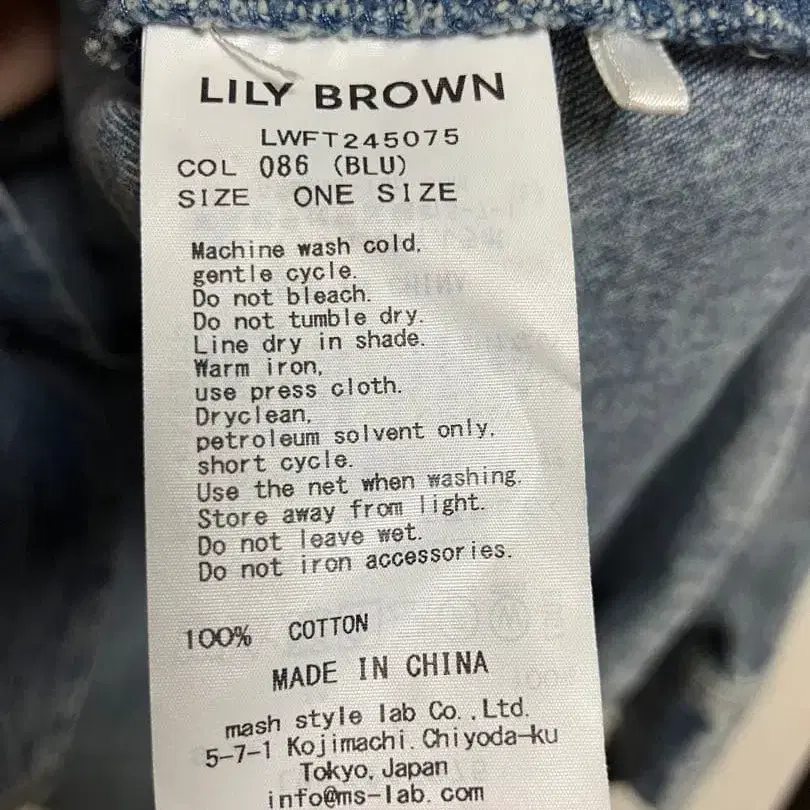 LILY BROWN
LWFT245075
COL 086 (BLU)
SIZE ONE SIZE
Machine wash cold,
gentle cycle.
Do not bleach.
Do not tumble dry.
Line dry in shade.
Warm iron,
use press cloth.
Dryclean,
petroleum solvent only,
short cycle.
Use the net when washing.
Store away from light.
Do not leave wet.
Do not iron accessories.
100% COTTON
MADE IN CHINA
mash style lab Co.,Ltd.
5-7-1 Kojimachi.Chiyoda-ku
Tokyo,Japan
info@ms-lab.com